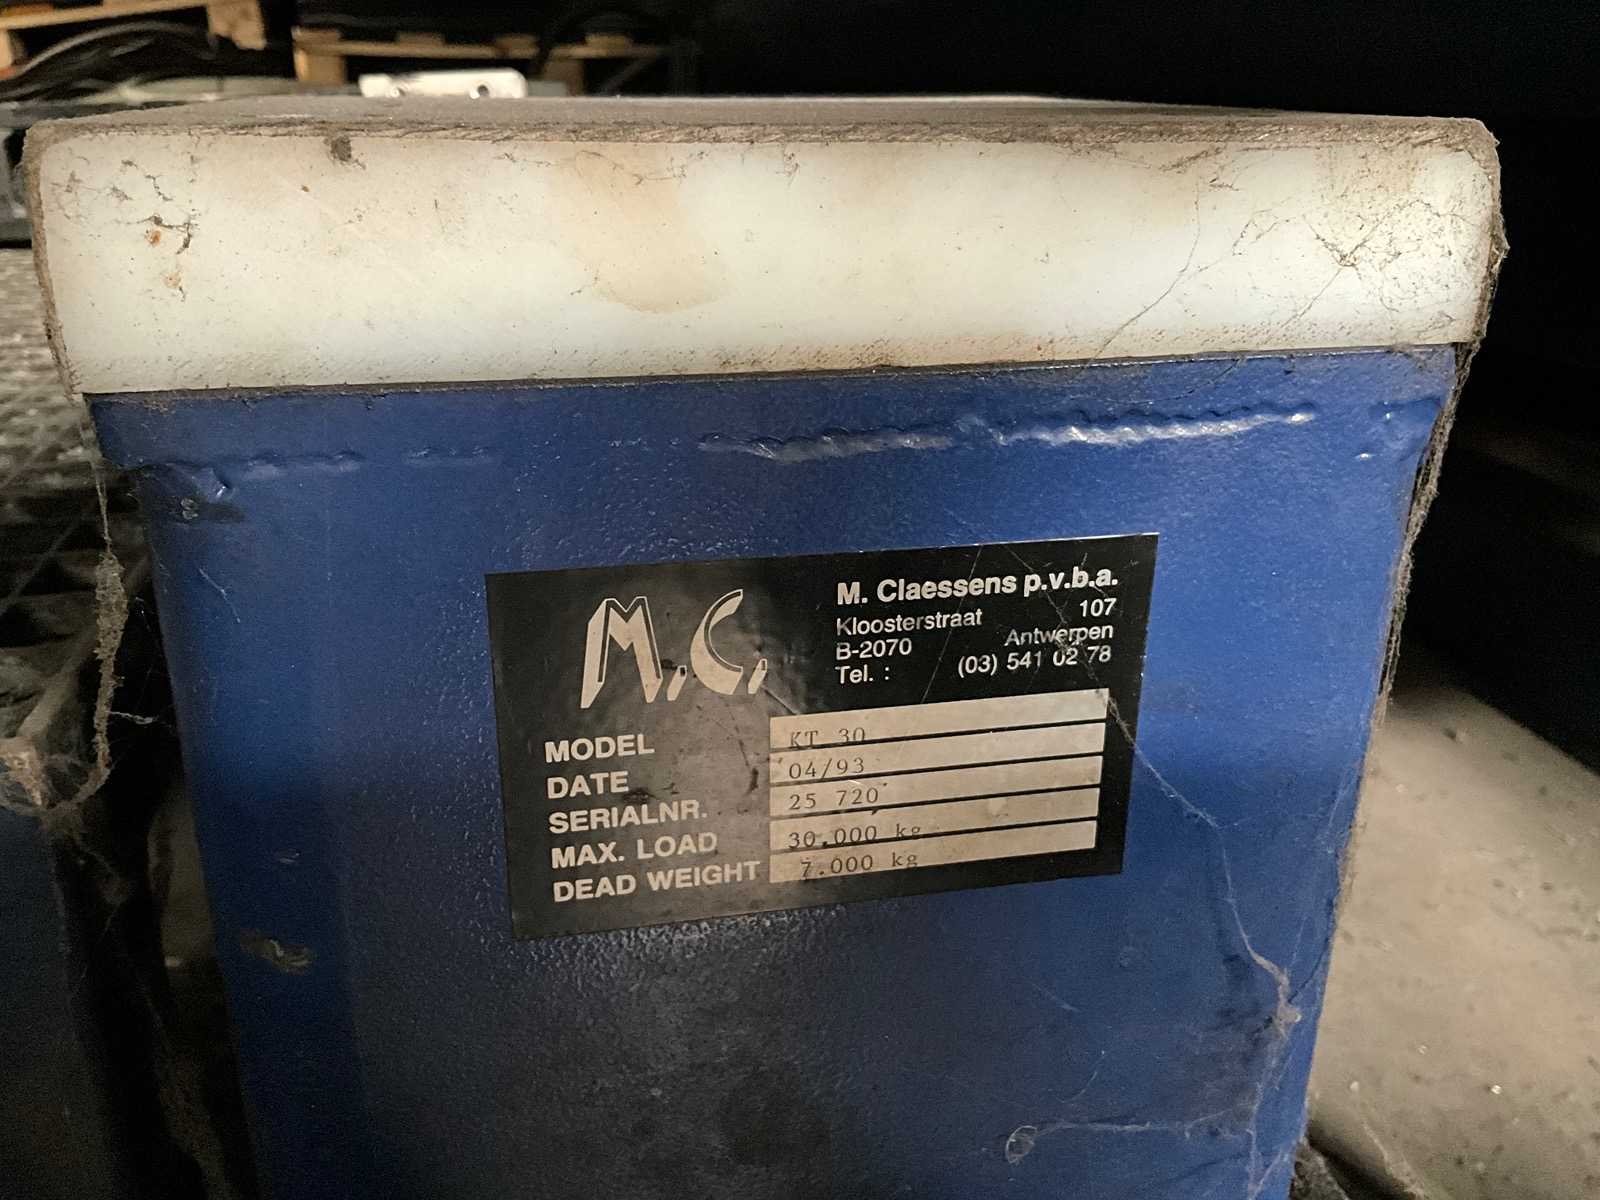 M.C.
M. Claessens p.v.b.a.
Kloosterstraat 107
B-2070 Antwerpen
Tel. : (03) 541 02 78
MODEL KT 30
DATE 04/93
SERIALNR. 25 720
MAX. LOAD 30.000 kg
DEAD WEIGHT 7.000 kg